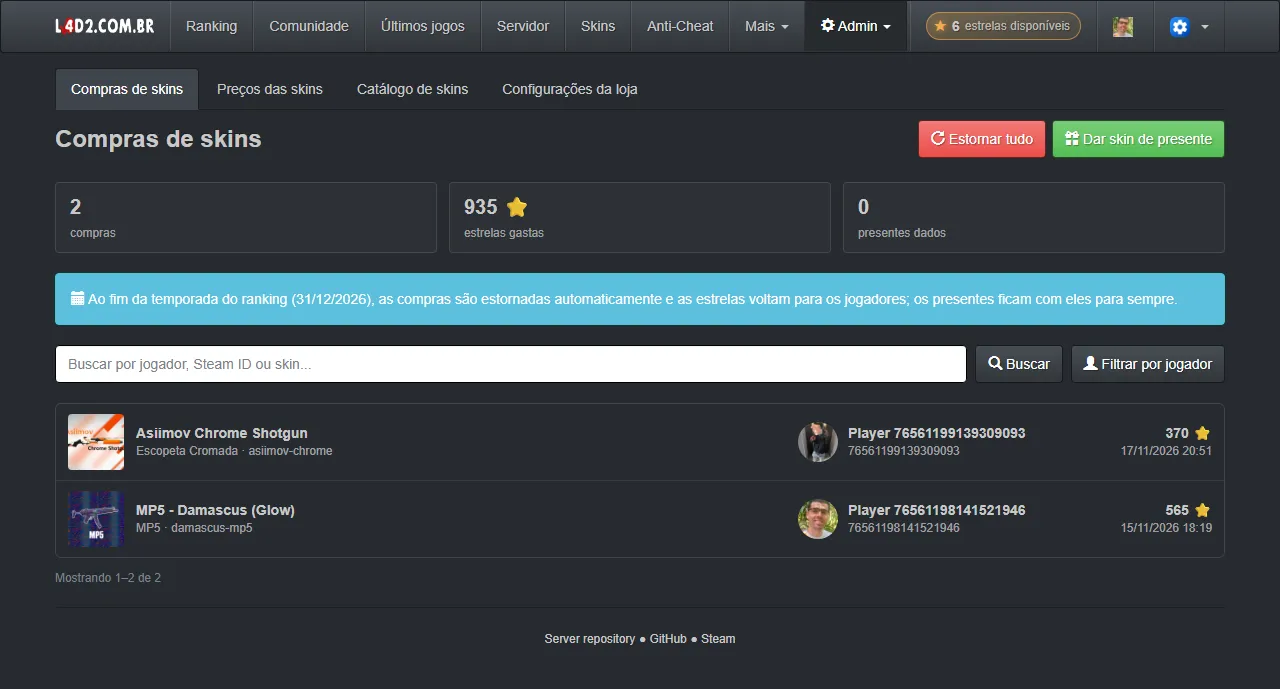 L4D2.COM.BR Ranking Comunidade Últimos jogos Servidor Skins Anti-Cheat Mais Admin 6 estrelas disponíveis
Compras de skins Preços das skins Catálogo de skins Configurações da loja
Compras de skins
Estornar tudo Dar skin de presente
2
compras
935
estrelas gastas
0
presentes dados
Ao fim da temporada do ranking (31/12/2026), as compras são estornadas automaticamente e as estrelas voltam para os jogadores; os presentes ficam com eles para sempre.
Buscar por jogador, Steam ID ou skin... Buscar Filtrar por jogador
Asiimov Chrome Shotgun
Escopeta Cromada · asiimov-chrome
Player 76561199139309093
76561199139309093
370
17/11/2026 20:51
MP5
MP5 - Damascus (Glow)
MP5 · damascus-mp5
Player 76561198141521946
76561198141521946
565
15/11/2026 18:19
Mostrando 1–2 de 2
Server repository ● GitHub ● Steam